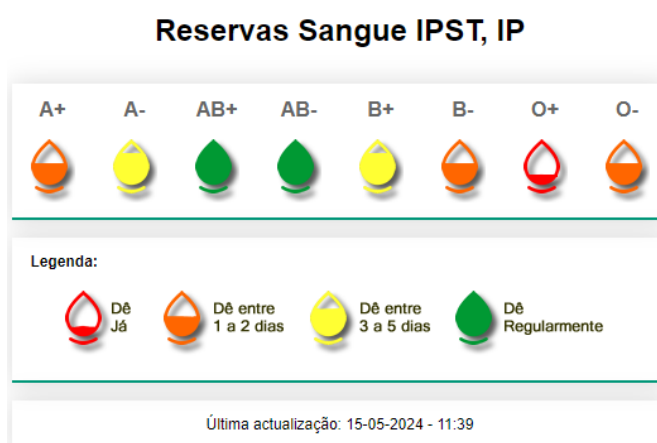 Reservas Sangue IPST, IP
A+ A- AB+ AB- B+ B- O+ O-
Legenda:
Dê Já
Dê entre 1 a 2 dias
Dê entre 3 a 5 dias
Dê Regularmente
Última actualização: 15-05-2024 - 11:39